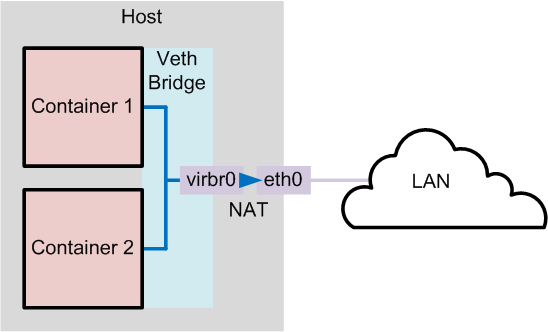 Host
Veth
Bridge
Container 1
virbr0
eth0
LAN
NAT
Container 2